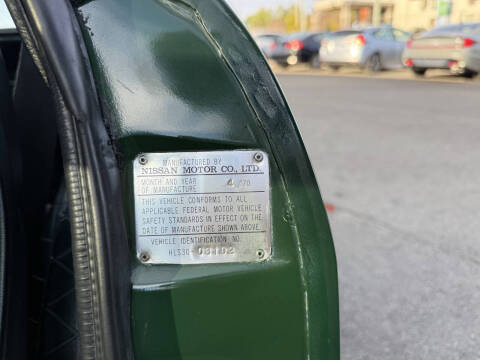 MANUFACTURED BY
NISSAN MOTOR CO., LTD.
MONTH AND YEAR
OF MANUFACTURE 4/70
THIS VEHICLE CONFORMS TO ALL
APPLICABLE FEDERAL MOTOR VEHICLE
SAFETY STANDARDS IN EFFECT ON THE
DATE OF MANUFACTURE SHOWN ABOVE
VEHICLE IDENTIFICATION NO.
HLS30-03102